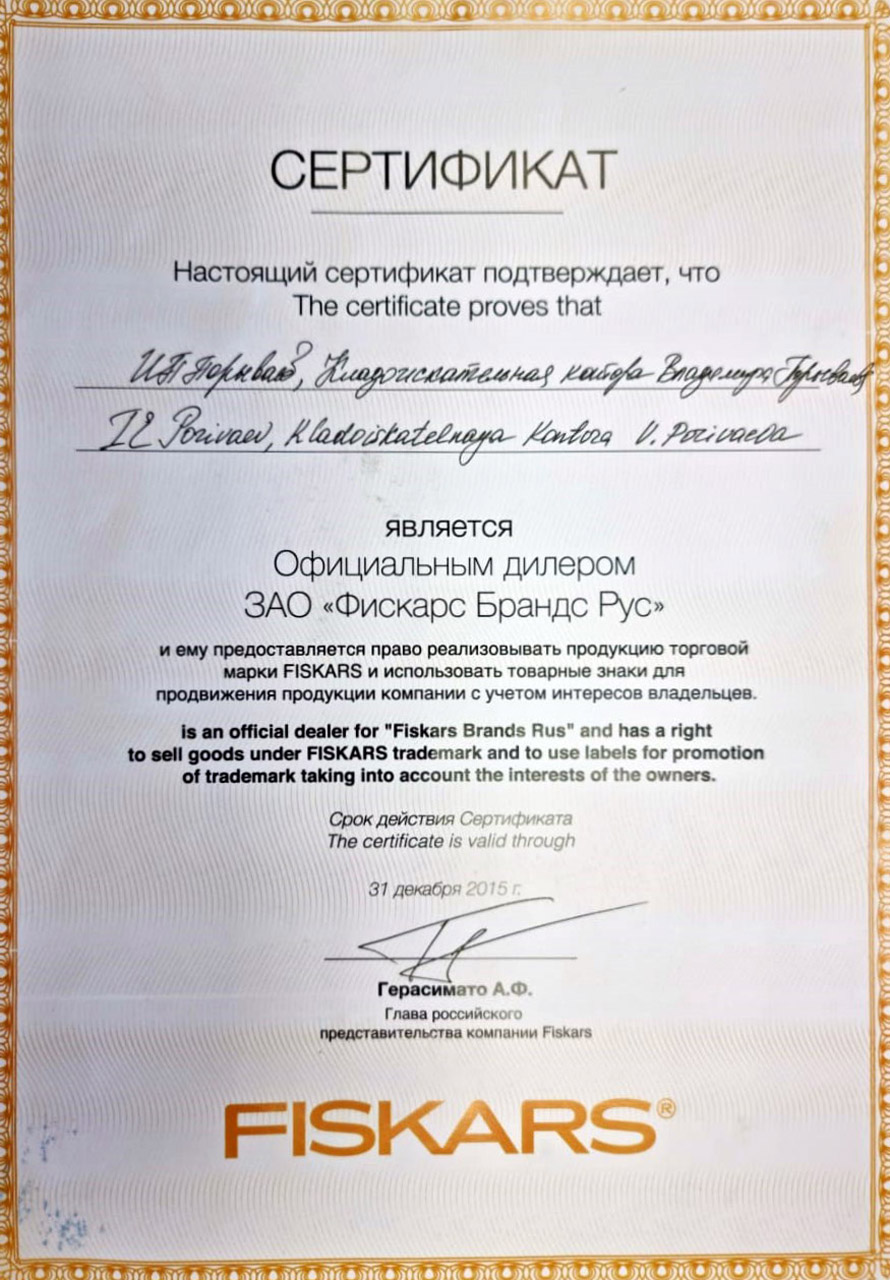 СЕРТИФИКАТ
Настоящий сертификат подтверждает, что
The certificate proves that
ИП Порываев, Кладоискательная контора Владимира Порываева
IE Porivaev, Kladoiskatelnaya Kontora V. Porivaeva
является
Официальным дилером
ЗАО «Фискарс Брандс Рус»
и ему предоставляется право реализовывать продукцию торговой
марки FISKARS и использовать товарные знаки для
продвижения продукции компании с учетом интересов владельцев.
is an official dealer for "Fiskars Brands Rus" and has a right
to sell goods under FISKARS trademark and to use labels for promotion
of trademark taking into account the interests of the owners.
Срок действия Сертификата
The certificate is valid through
31 декабря 2015 г.
Герасимато А.Ф.
Глава российского
представительства компании Fiskars
FISKARS®